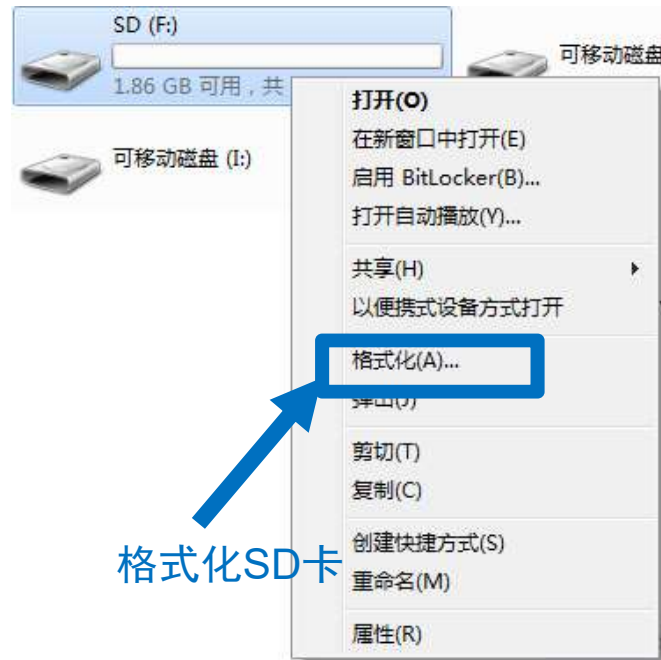 SD (F:)
可移动磁盘
1.86 GB 可用，共
可移动磁盘 (I:)
打开(O)
在新窗口中打开(E)
启用 BitLocker(B)...
打开自动播放(Y)...
共享(H)
以便携式设备方式打开
格式化(A)...
弹出(J)
剪切(T)
复制(C)
创建快捷方式(S)
重命名(M)
属性(R)
格式化SD卡